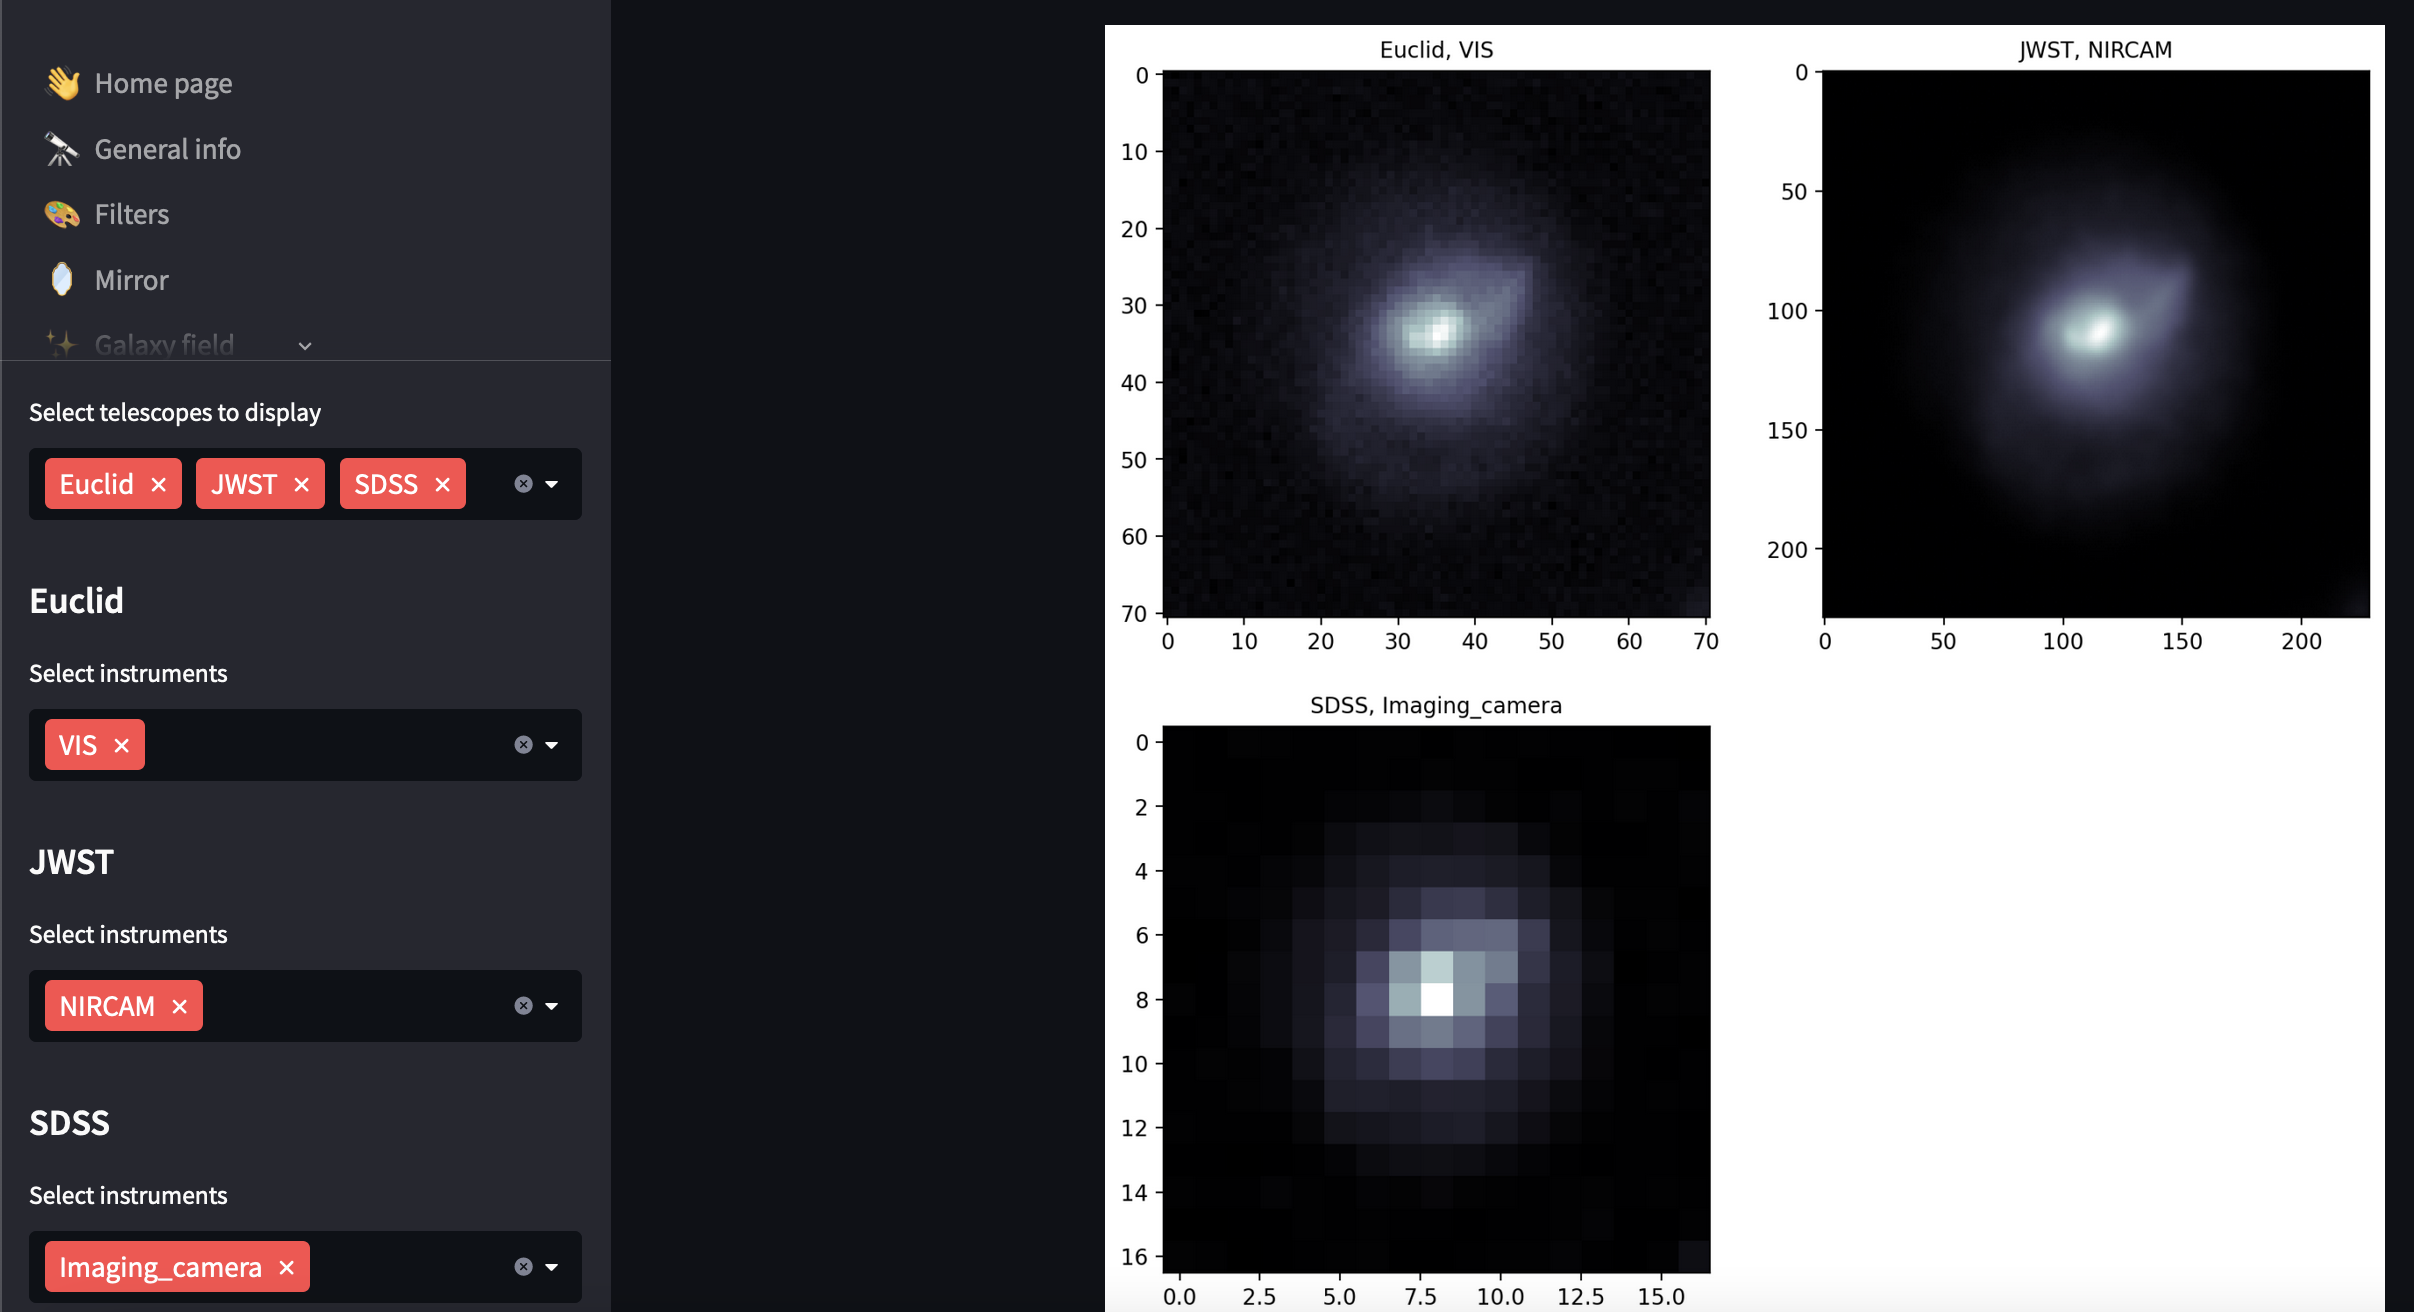 Home page
General info
Filters
Mirror
Galaxy field
Select telescopes to display
Euclid
JWST
SDSS
Euclid
Select instruments
VIS
JWST
Select instruments
NIRCAM
SDSS
Select instruments
Imaging_camera
Euclid, VIS
0
10
20
30
40
50
60
70
0 10 20 30 40 50 60 70
JWST, NIRCAM
0
50
100
150
200
0 50 100 150 200
SDSS, Imaging_camera
0
2
4
6
8
10
12
14
16
0.0 2.5 5.0 7.5 10.0 12.5 15.0